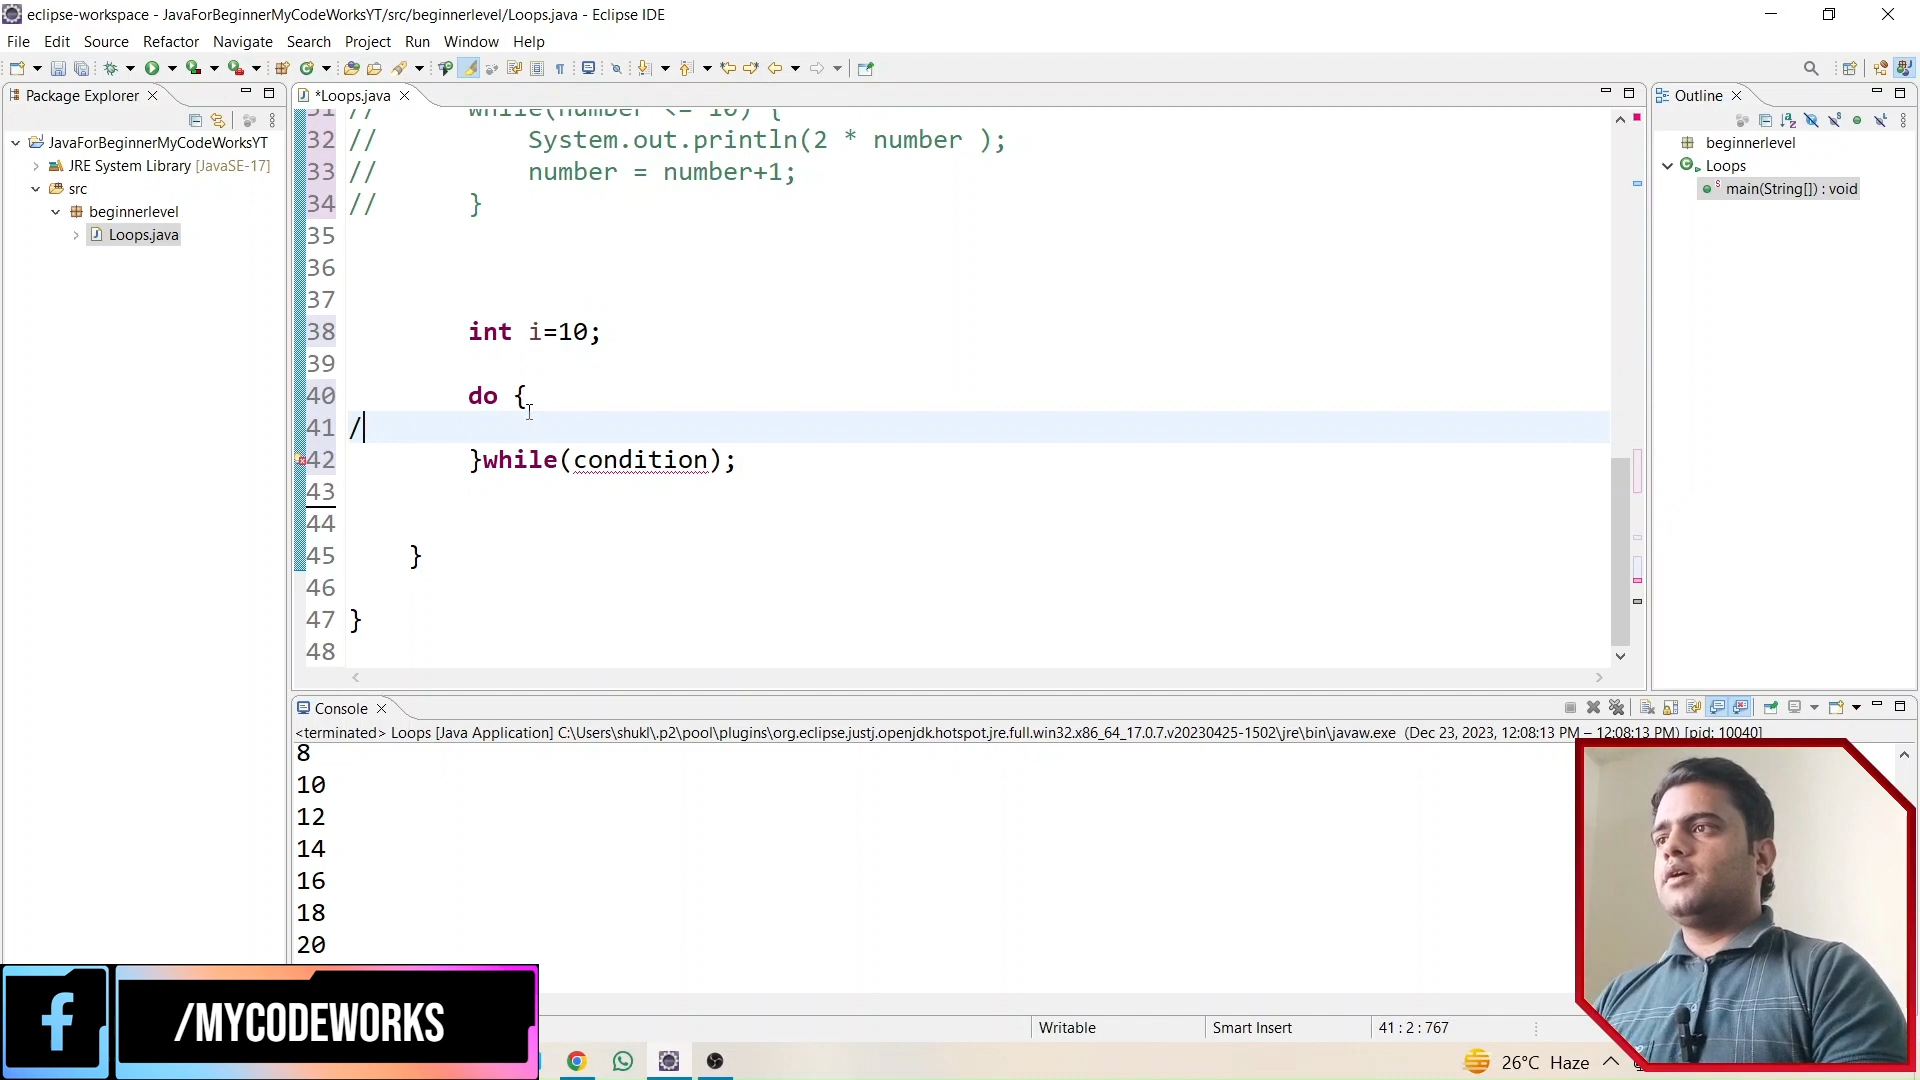 eclipse-workspace - JavaForBeginnerMyCodeWorksYT/src/beginnerlevel/Loops.java - Eclipse IDE
File Edit Source Refactor Navigate Search Project Run Window Help
Package Explorer
*Loops.java
Outline
JavaForBeginnerMyCodeWorksYT
JRE System Library [JavaSE-17]
src
beginnerlevel
Loops.java
31 // while(number <= 10) {
32 // System.out.println(2 * number );
33 // number = number+1;
34 // }
35
36
37
38 int i=10;
39
40 do {
41 /
42 }while(condition);
43
44
45 }
46
47 }
48
beginnerlevel
Loops
main(String[]) : void
Console
<terminated> Loops [Java Application] C:\Users\shukl\.p2\pool\plugins\org.eclipse.justj.openjdk.hotspot.jre.full.win32.x86_64_17.0.7.v20230425-1502\jre\bin\javaw.exe (Dec 23, 2023, 12:08:13 PM – 12:08:13 PM) [pid: 10040]
8
10
12
14
16
18
20
/MYCODEWORKS
Writable Smart Insert 41 : 2 : 767
26°C Haze